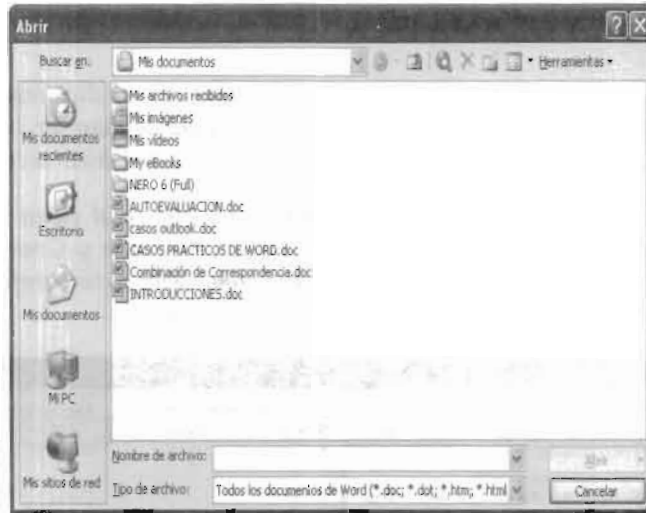 Abrir
Buscar en: Mis documentos Herramientas
Mis documentos recientes
Escritorio
Mis documentos
Mi PC
Mis sitios de red
Mis archivos recibidos
Mis imágenes
Mis vídeos
My eBooks
NERO 6 (Full)
AUTOEVALUACION.doc
casos outlook.doc
CASOS PRACTICOS DE WORD.doc
Combinación de Correspondencia.doc
INTRODUCCIONES.doc
Nombre de archivo: Abrir
Tipo de archivo: Todos los documentos de Word (*.doc; *.dot; *.htm; *.html Cancelar